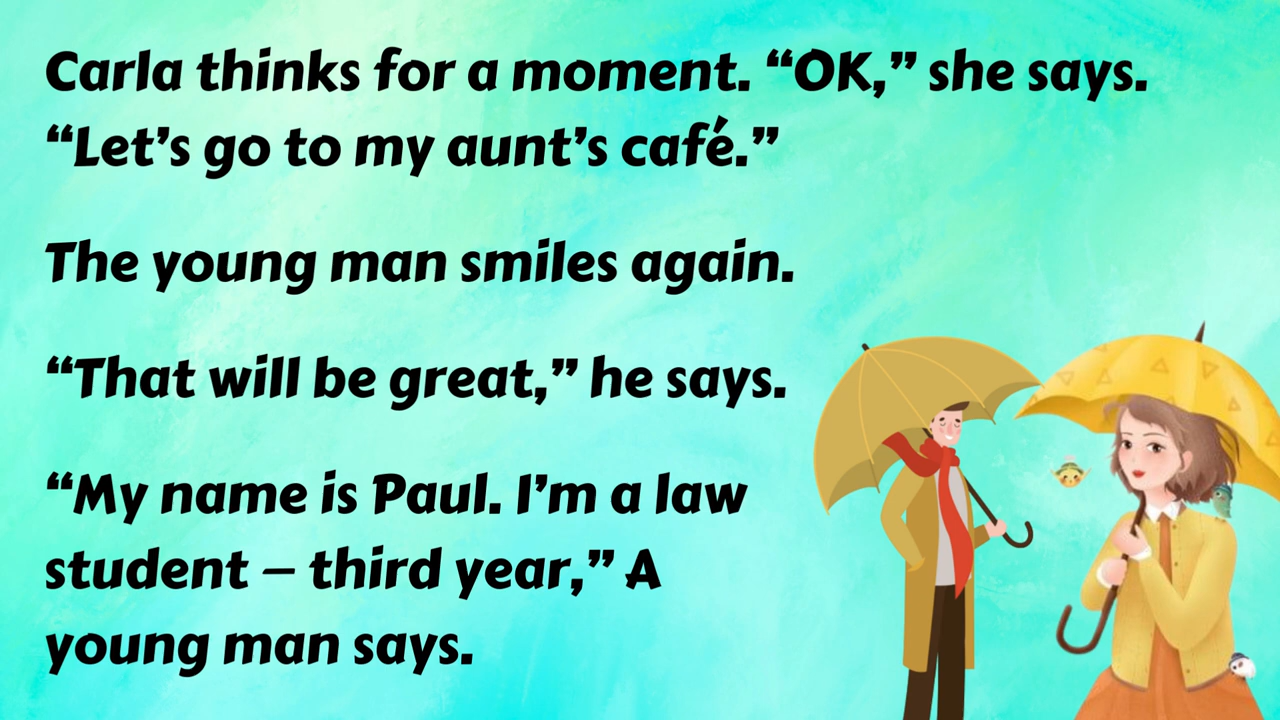 Carla thinks for a moment. “OK,” she says.
“Let’s go to my aunt’s café.”
The young man smiles again.
“That will be great,” he says.
“My name is Paul. I’m a law
student – third year,” A
young man says.